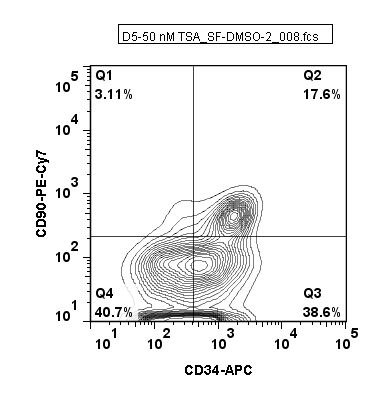 D5-50 nM TSA_SF-DMSO-2_008.fcs
Q1
3.11%
Q2
17.6%
Q4
40.7%
Q3
38.6%
10^5
10^4
10^3
10^2
10^1
10^1 10^2 10^3 10^4 10^5
CD90-PE-Cy7
CD34-APC